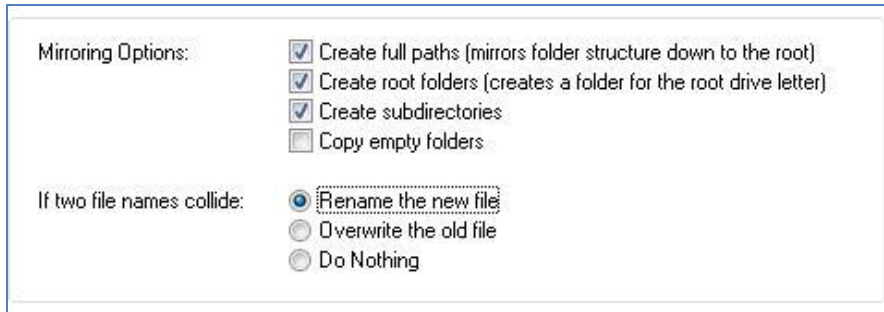 Mirroring Options: Create full paths (mirrors folder structure down to the root)
Create root folders (creates a folder for the root drive letter)
Create subdirectories
Copy empty folders
If two file names collide: Rename the new file
Overwrite the old file
Do Nothing